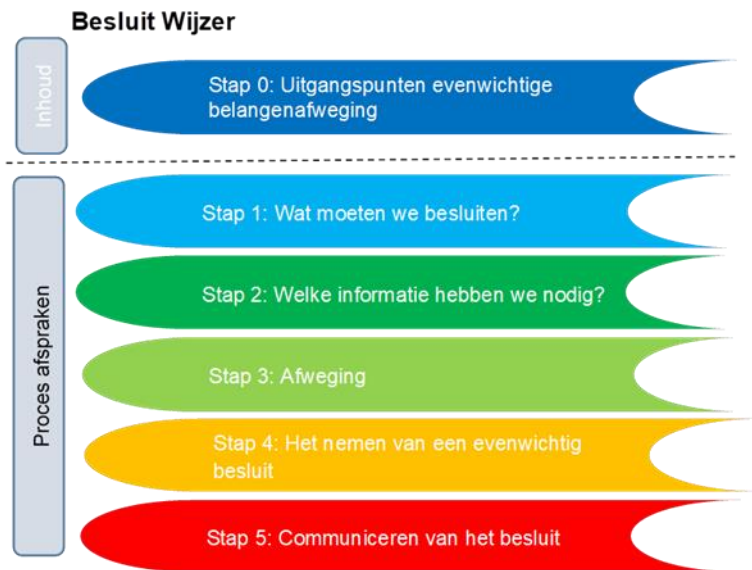 Besluit Wijzer
Inhoud
Stap 0: Uitgangspunten evenwichtige
belangenafweging
Proces afspraken
Stap 1: Wat moeten we besluiten?
Stap 2: Welke informatie hebben we nodig?
Stap 3: Afweging
Stap 4: Het nemen van een evenwichtig
besluit
Stap 5: Communiceren van het besluit